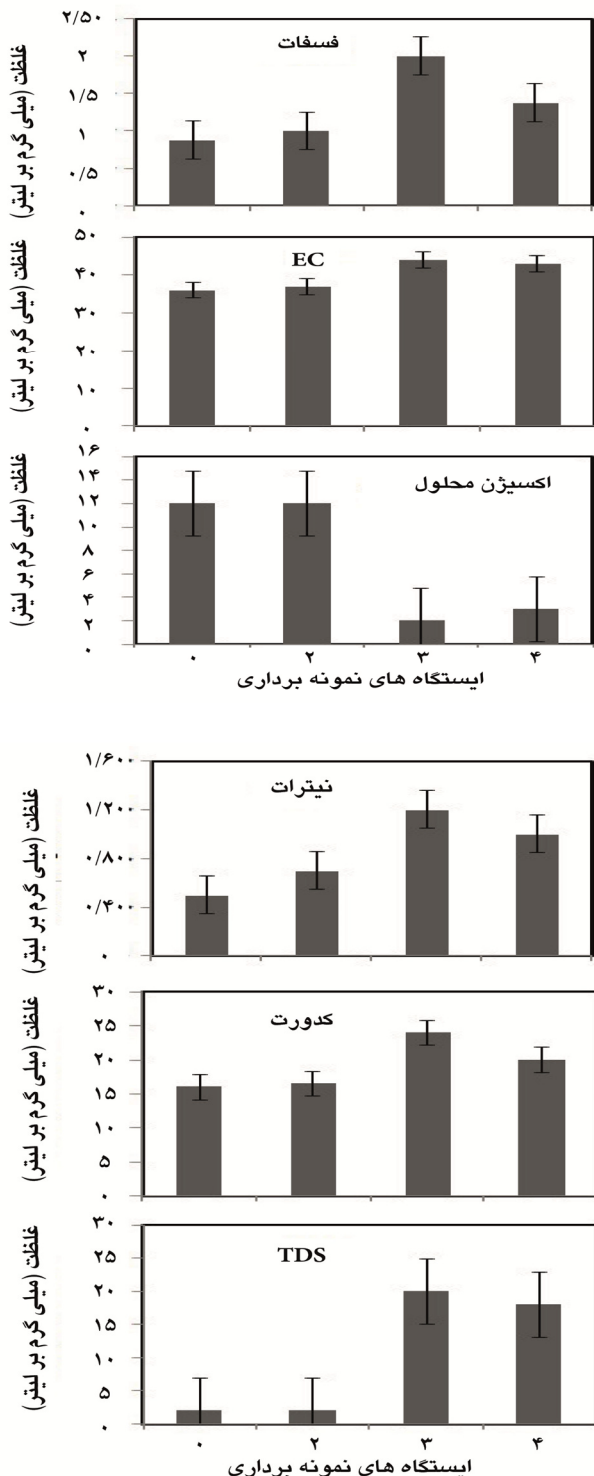 فسفات
غلظت (میلی گرم بر لیتر)
۲/۵۰
۲
۱/۵
۱
۰/۵
۰
EC
غلظت (میلی گرم بر لیتر)
۵۰
۴۰
۳۰
۲۰
۱۰
۰
اکسیژن محلول
غلظت (میلی گرم بر لیتر)
۱۶
۱۴
۱۲
۱۰
۸
۶
۴
۲
۰
۰ ۲ ۳ ۴
ایستگاه های نمونه برداری
نیترات
غلظت (میلی گرم بر لیتر)
۱/۶۰۰
۱/۲۰۰
۰/۸۰۰
۰/۴۰۰
۰
کدورت
غلظت (میلی گرم بر لیتر)
۳۰
۲۵
۲۰
۱۵
۱۰
۵
۰
TDS
غلظت (میلی گرم بر لیتر)
۳۰
۲۵
۲۰
۱۵
۱۰
۵
۰
۰ ۲ ۳ ۴
ایستگاه های نمونه برداری